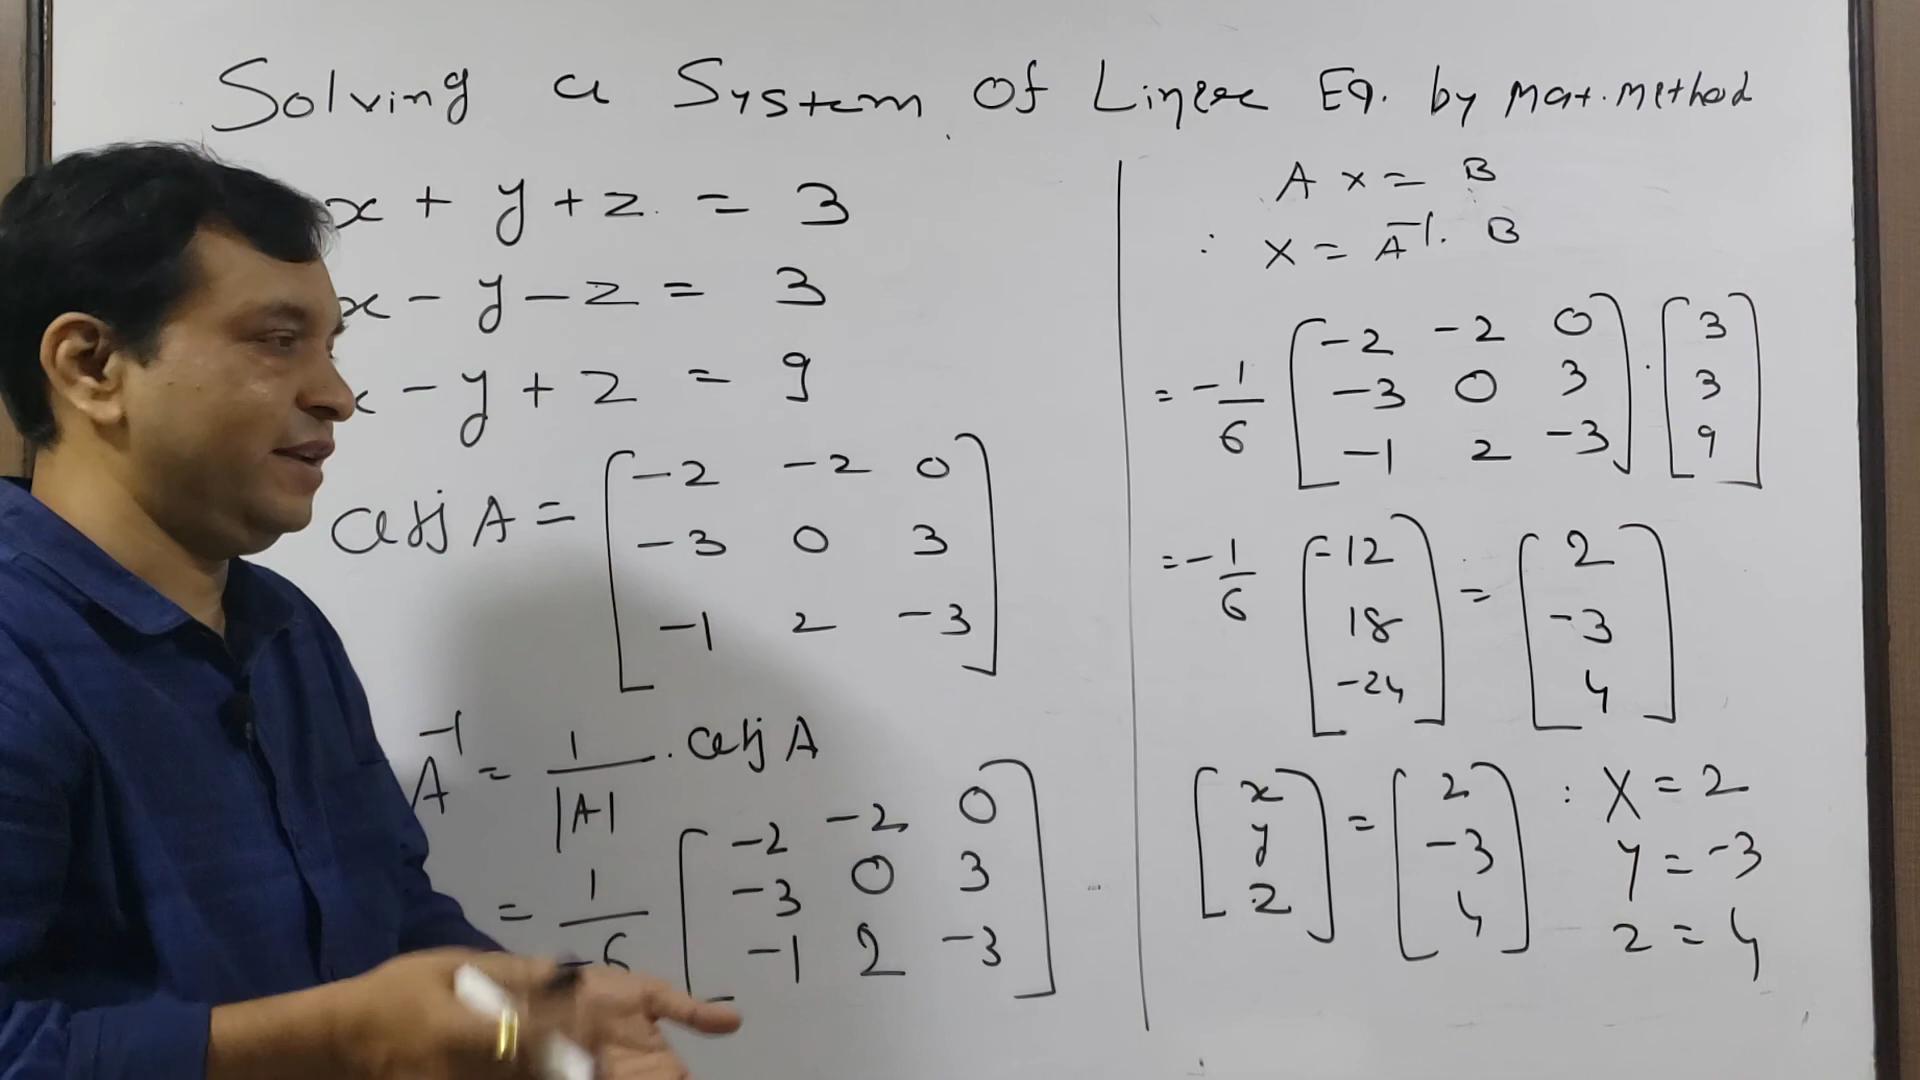 Solving a System Of Linear Eq. by Mat. Method
x + y + z = 3
x - y - z = 3
- y + z = 9
adj A = [ -2 -2 0
-3 0 3
-1 2 -3 ]
A⁻¹ = 1/|A| . adj A
= 1/-6 [ -2 -2 0
-3 0 3
-1 2 -3 ]
A X = B
∴ X = A⁻¹. B
= -1/6 [ -2 -2 0
-3 0 3
-1 2 -3 ] . [ 3
3
9 ]
= -1/6 [ -12
18
-24 ] = [ 2
-3
4 ]
[ x
y
z ] = [ 2
-3
4 ] : X = 2
Y = -3
z = 4